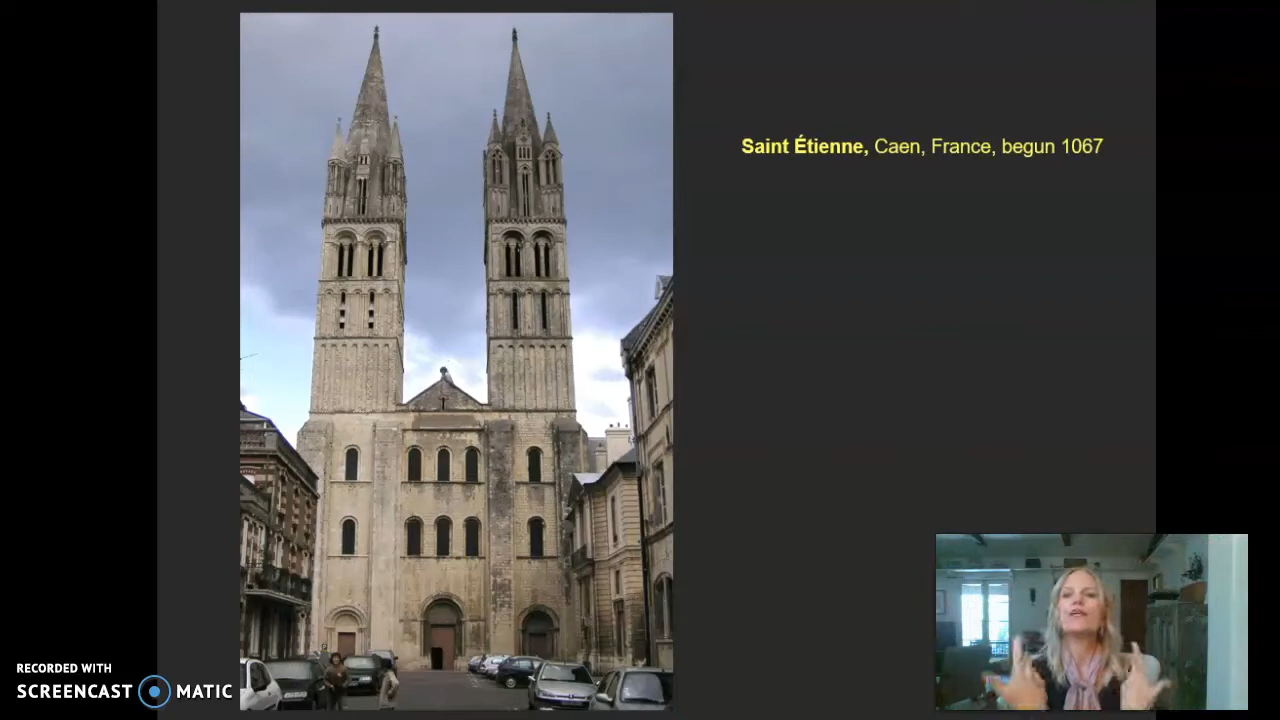 Saint Étienne, Caen, France, begun 1067
RECORDED WITH
SCREENCAST MATIC